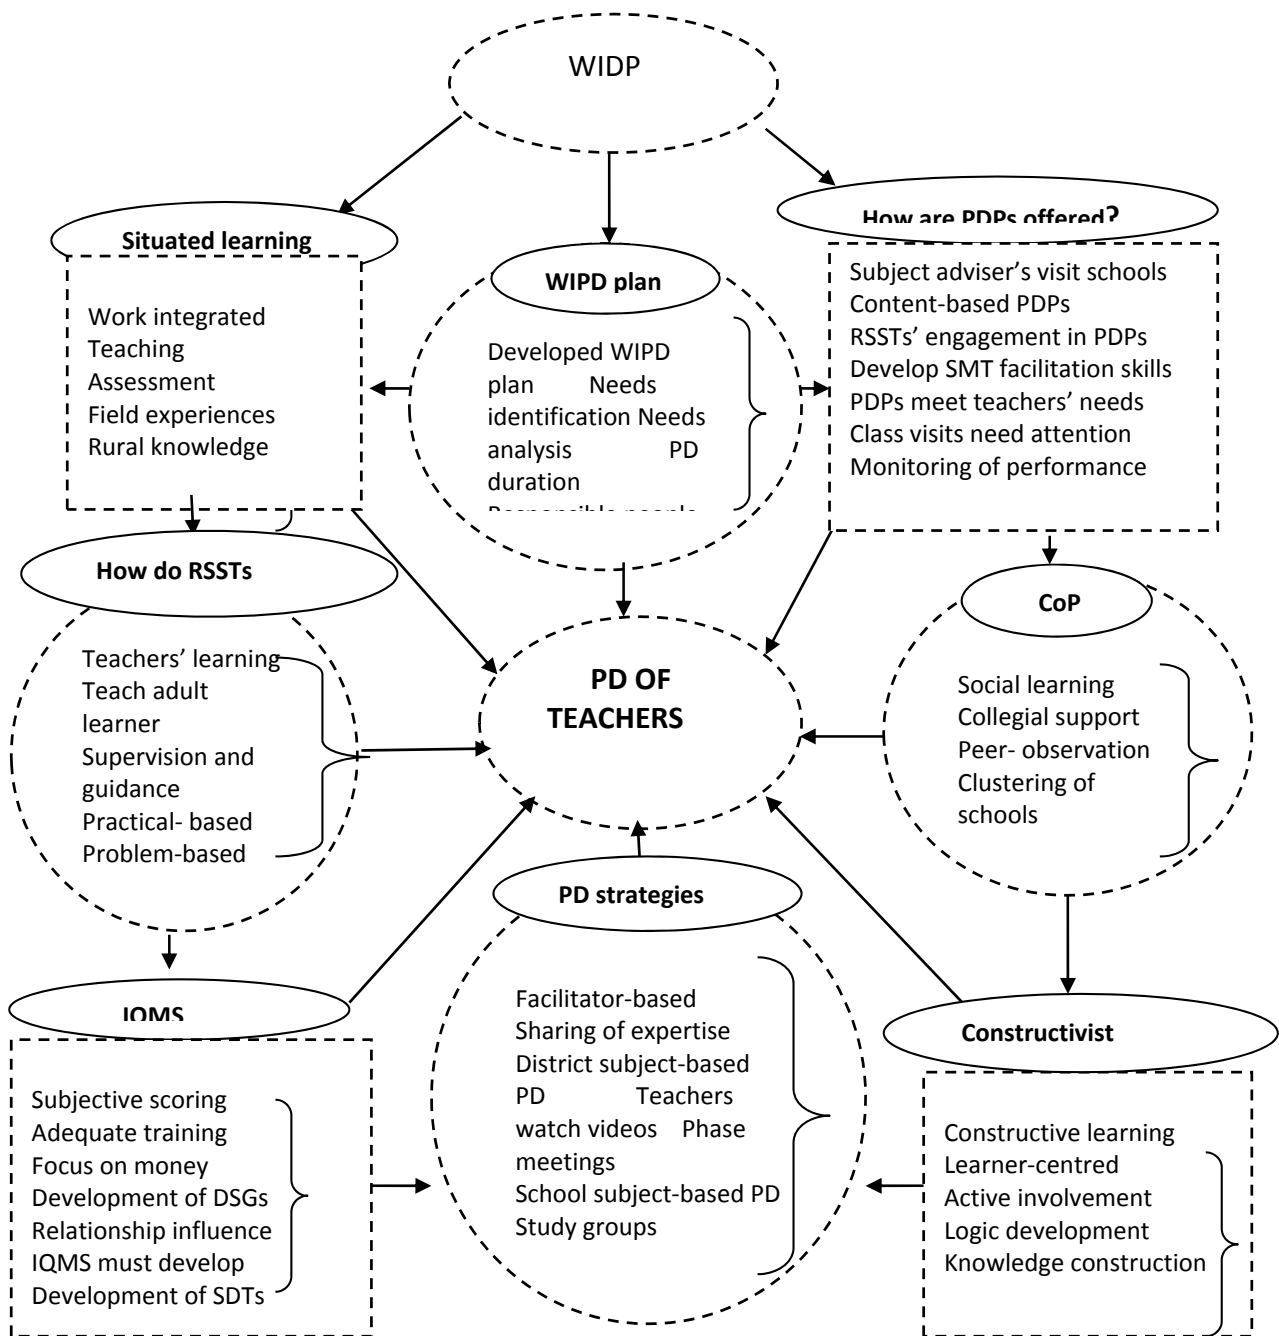 WIDP
Situated learning
Work integrated
Teaching
Assessment
Field experiences
Rural knowledge
WIPD plan
Developed WIPD
plan Needs
identification Needs
analysis PD
duration
Responsible people
How are PDPs offered?
Subject adviser’s visit schools
Content-based PDPs
RSSTs’ engagement in PDPs
Develop SMT facilitation skills
PDPs meet teachers’ needs
Class visits need attention
Monitoring of performance
How do RSSTs
Teachers’ learning
Teach adult
learner
Supervision and
guidance
Practical- based
Problem-based
PD OF
TEACHERS
CoP
Social learning
Collegial support
Peer- observation
Clustering of
schools
IQMS
Subjective scoring
Adequate training
Focus on money
Development of DSGs
Relationship influence
IQMS must develop
Development of SDTs
PD strategies
Facilitator-based
Sharing of expertise
District subject-based
PD Teachers
watch videos Phase
meetings
School subject-based PD
Study groups
Constructivist
Constructive learning
Learner-centred
Active involvement
Logic development
Knowledge construction